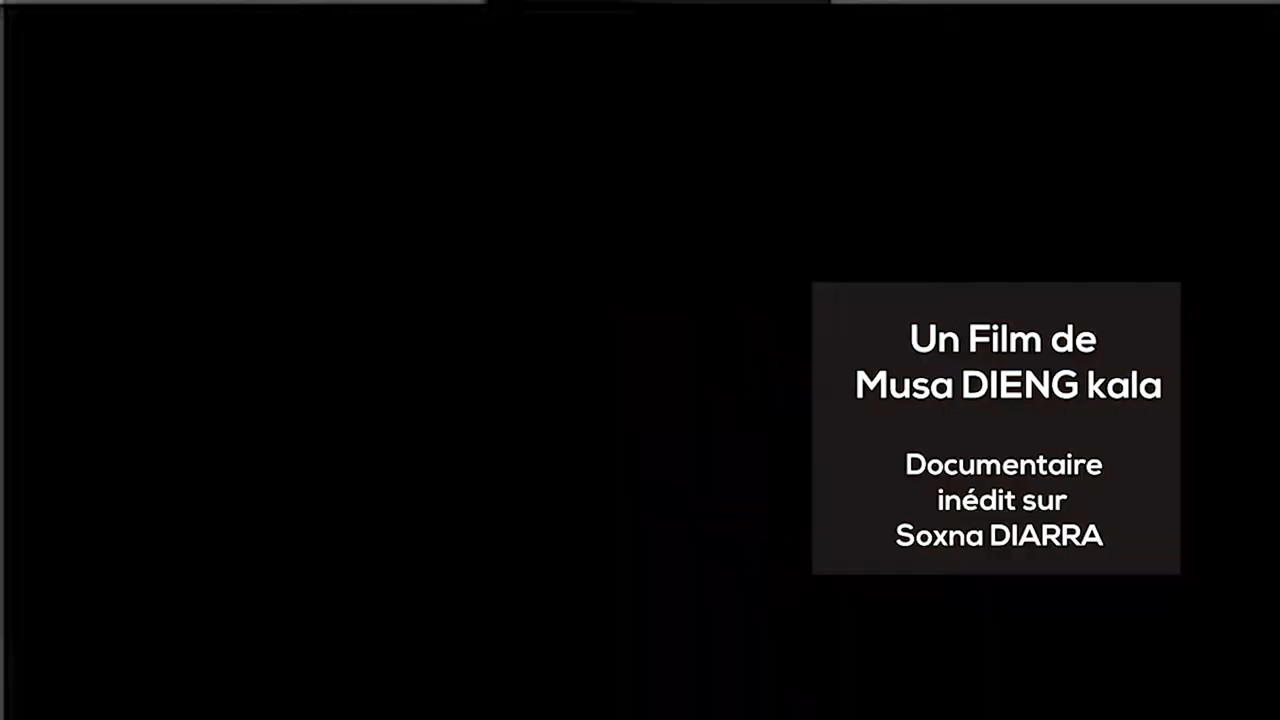 Un Film de
Musa DIENG kala
Documentaire
inédit sur
Soxna DIARRA